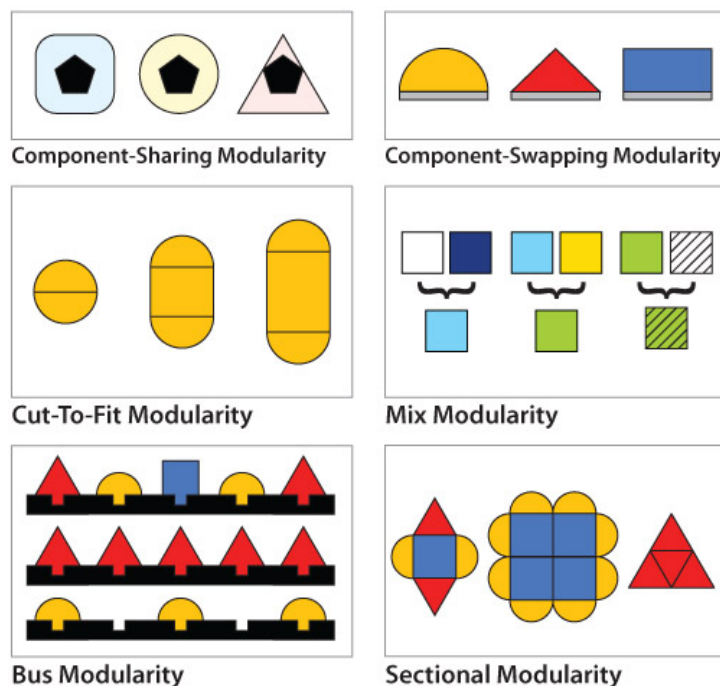 Component-Sharing Modularity
Component-Swapping Modularity
Cut-To-Fit Modularity
Mix Modularity
Bus Modularity
Sectional Modularity